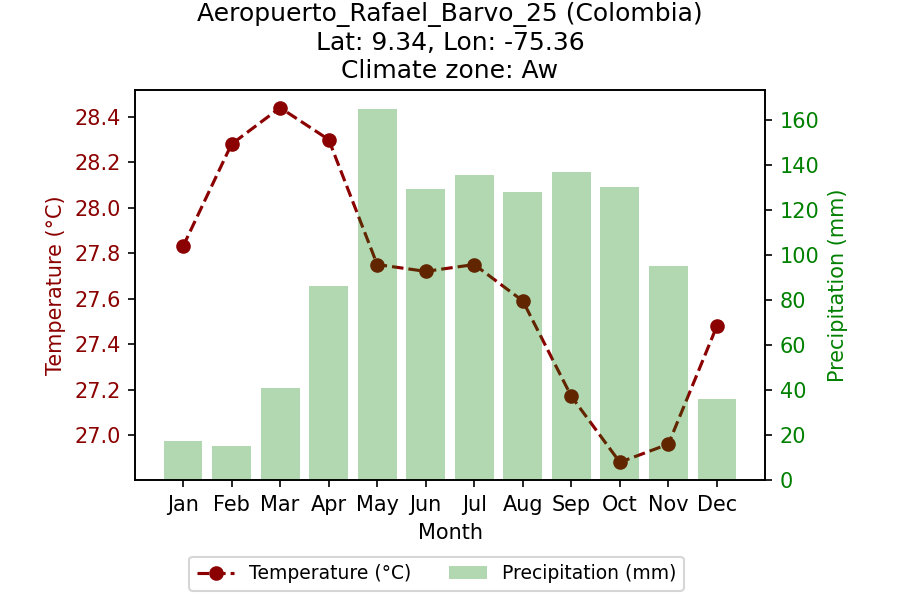 Aeropuerto_Rafael_Barvo_25 (Colombia)
Lat: 9.34, Lon: -75.36
Climate zone: Aw
Temperature (°C)
28.4
28.2
28.0
27.8
27.6
27.4
27.2
27.0
Precipitation (mm)
160
140
120
100
80
60
40
20
0
Jan Feb Mar Apr May Jun Jul Aug Sep Oct Nov Dec
Month
Temperature (°C) Precipitation (mm)